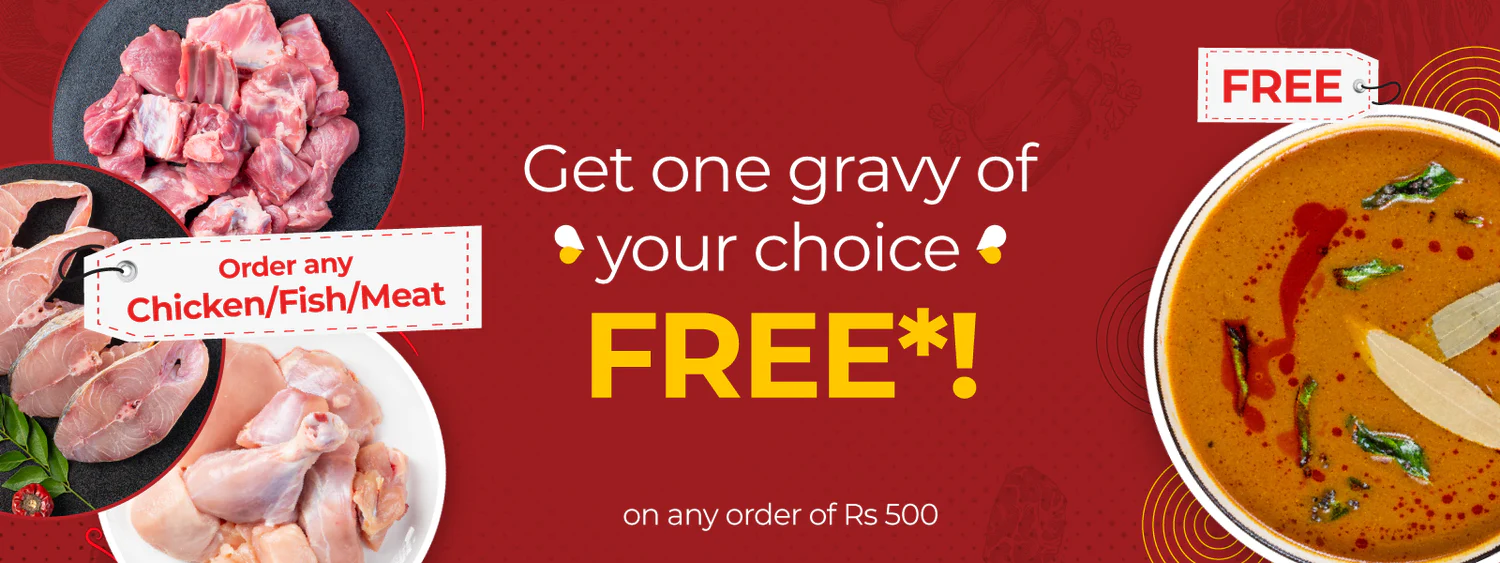 Order any
Chicken/Fish/Meat
Get one gravy of
your choice
FREE*!
on any order of Rs 500
FREE